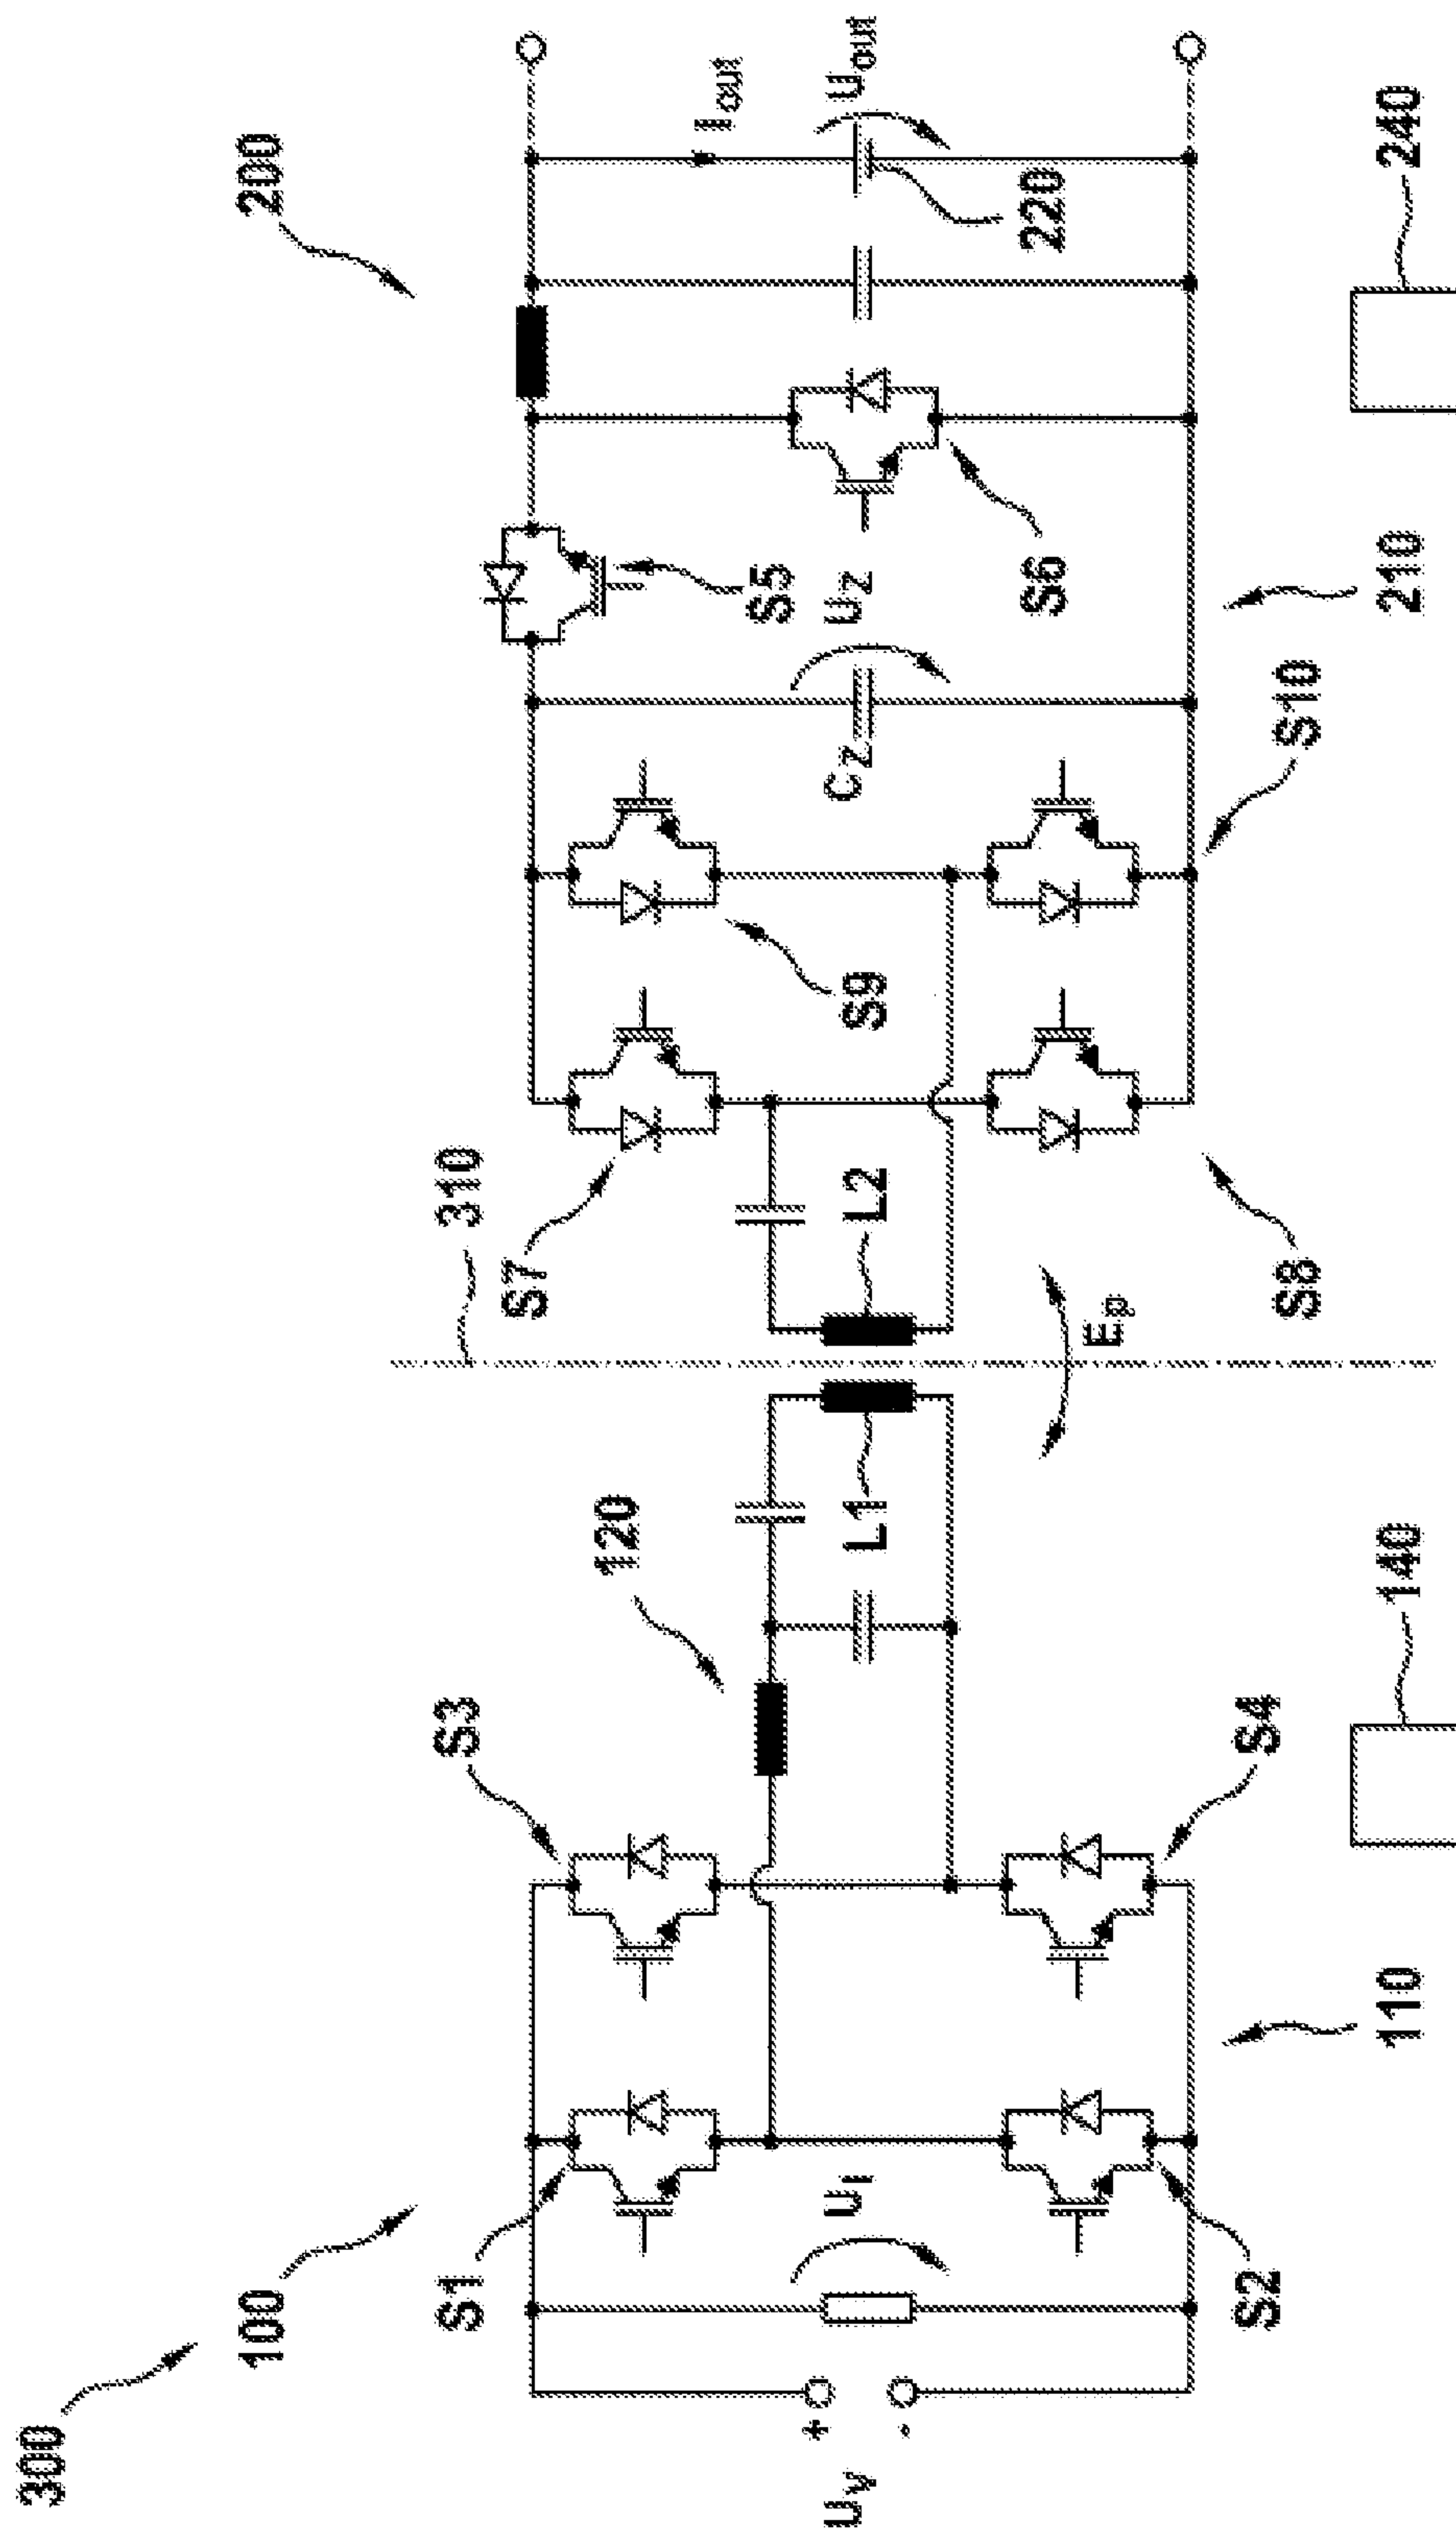 300
100
200
310
S1
S3
120
S7
S5
I_out
U_v
+
-
U_I
L1
L2
S9
C_Z
U_Z
U_out
220
E_p
S6
S2
S4
S8
S10
110
210
140
240